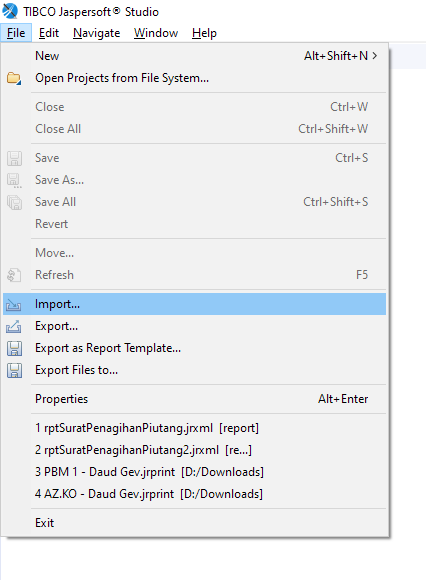 TIBCO Jaspersoft® Studio
File Edit Navigate Window Help
New Alt+Shift+N >
Open Projects from File System...
Close Ctrl+W
Close All Ctrl+Shift+W
Save Ctrl+S
Save As...
Save All Ctrl+Shift+S
Revert
Move...
Refresh F5
Import...
Export...
Export as Report Template...
Export Files to...
Properties Alt+Enter
1 rptSuratPenagihanPiutang.jrxml [report]
2 rptSuratPenagihanPiutang2.jrxml [re...]
3 PBM 1 - Daud Gev.jrprint [D:/Downloads]
4 AZ.KO - Daud Gev.jrprint [D:/Downloads]
Exit